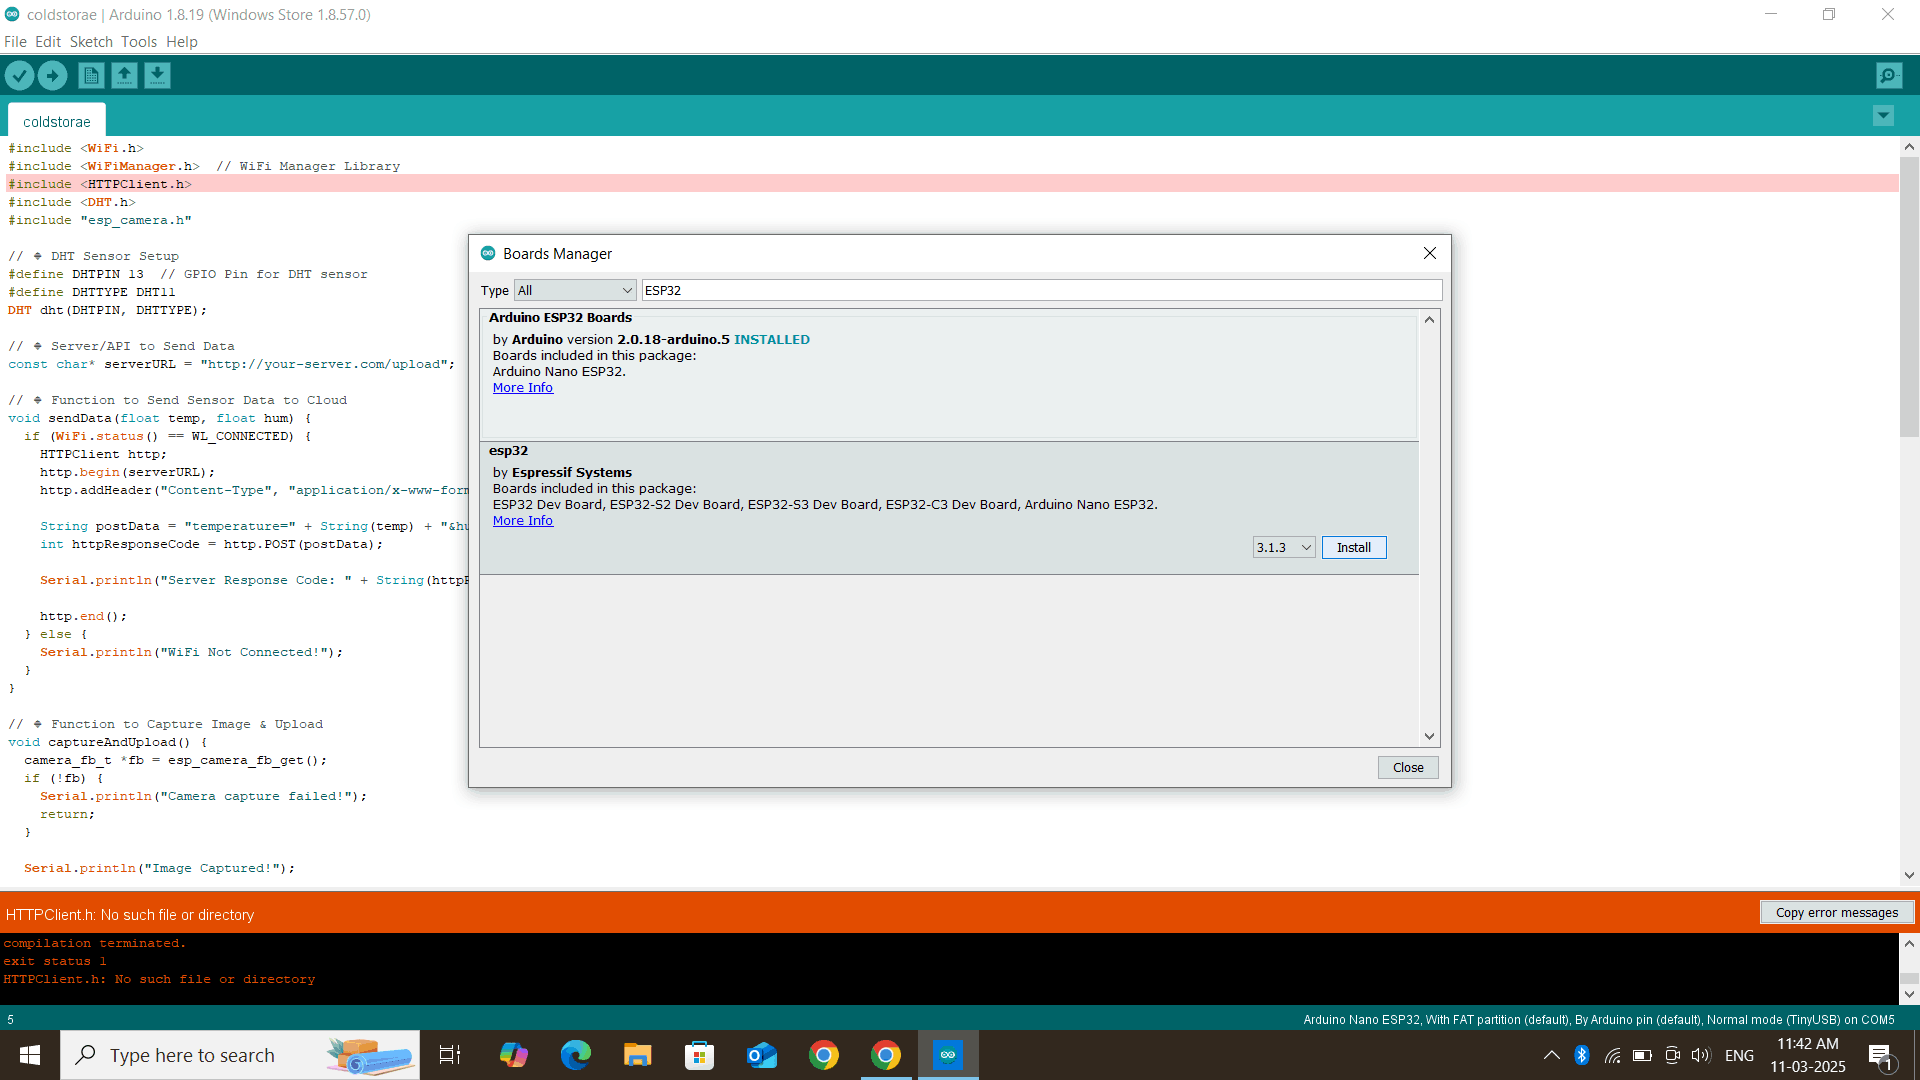 coldstorae | Arduino 1.8.19 (Windows Store 1.8.57.0)
File Edit Sketch Tools Help
coldstorae
#include <WiFi.h>
#include <WiFiManager.h>  // WiFi Manager Library
#include <HTTPClient.h>
#include <DHT.h>
#include "esp_camera.h"
// DHT Sensor Setup
#define DHTPIN 13  // GPIO Pin for DHT sensor
#define DHTTYPE DHT11
DHT dht(DHTPIN, DHTTYPE);
// Server/API to Send Data
const char* serverURL = "http://your-server.com/upload";
// Function to Send Sensor Data to Cloud
void sendData(float temp, float hum) {
if (WiFi.status() == WL_CONNECTED) {
HTTPClient http;
http.begin(serverURL);
http.addHeader("Content-Type", "application/x-www-form
String postData = "temperature=" + String(temp) + "&hu
int httpResponseCode = http.POST(postData);
Serial.println("Server Response Code: " + String(httpR
http.end();
} else {
Serial.println("WiFi Not Connected!");
}
}
// Function to Capture Image & Upload
void captureAndUpload() {
camera_fb_t *fb = esp_camera_fb_get();
if (!fb) {
Serial.println("Camera capture failed!");
return;
}
Serial.println("Image Captured!");
Boards Manager
Type All ESP32
Arduino ESP32 Boards
by Arduino version 2.0.18-arduino.5 INSTALLED
Boards included in this package:
Arduino Nano ESP32.
More Info
esp32
by Espressif Systems
Boards included in this package:
ESP32 Dev Board, ESP32-S2 Dev Board, ESP32-S3 Dev Board, ESP32-C3 Dev Board, Arduino Nano ESP32.
More Info
3.1.3 Install
Close
HTTPClient.h: No such file or directory
Copy error messages
compilation terminated.
exit status 1
HTTPClient.h: No such file or directory
5
Arduino Nano ESP32, With FAT partition (default), By Arduino pin (default), Normal mode (TinyUSB) on COM5
Type here to search
ENG
11:42 AM
11-03-2025
1